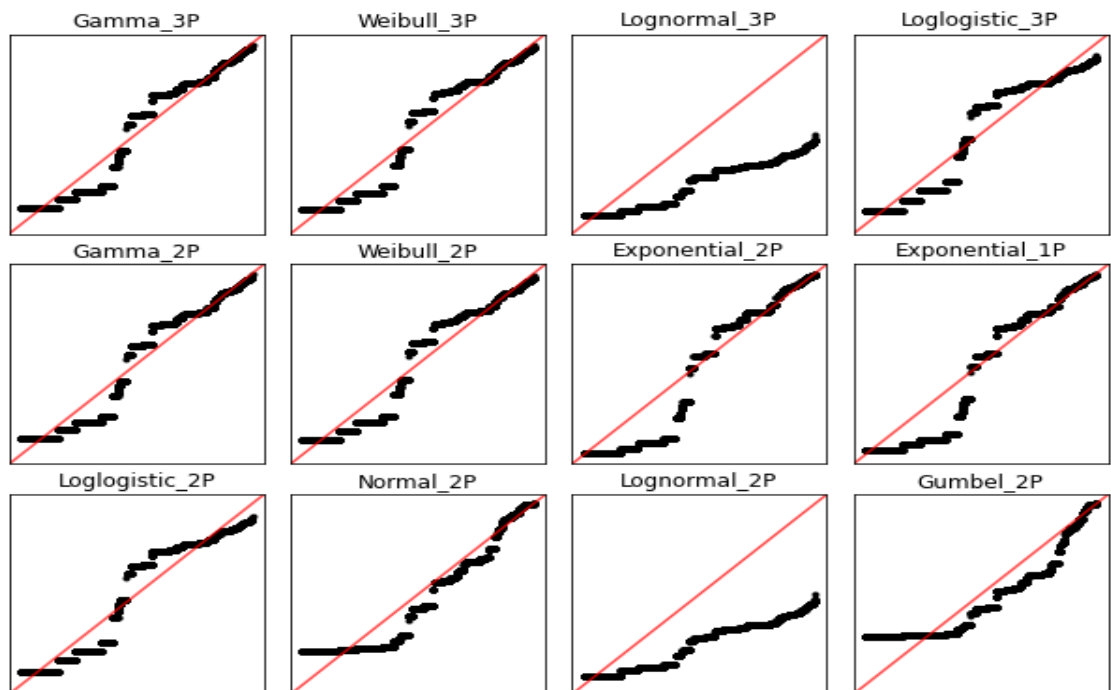 Gamma_3P Weibull_3P Lognormal_3P Loglogistic_3P
Gamma_2P Weibull_2P Exponential_2P Exponential_1P
Loglogistic_2P Normal_2P Lognormal_2P Gumbel_2P